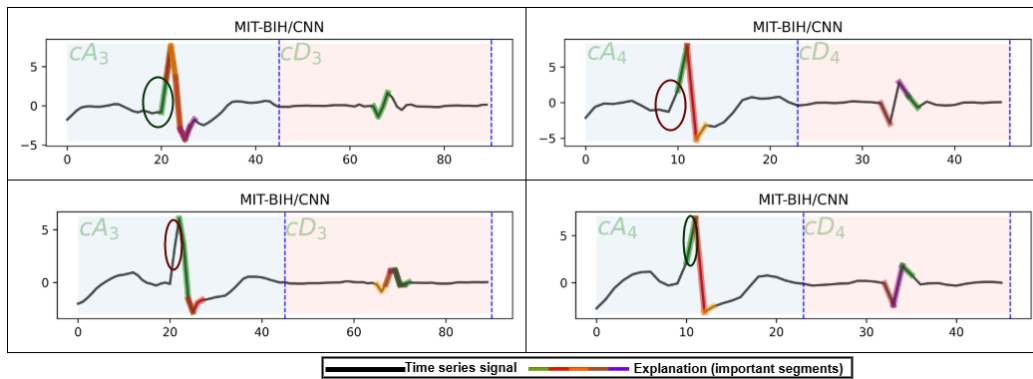 MIT-BIH/CNN
cA3 cD3
5
0
−5
0 20 40 60 80
MIT-BIH/CNN
cA4 cD4
5
0
−5
0 10 20 30 40
MIT-BIH/CNN
cA3 cD3
5
0
0 20 40 60 80
MIT-BIH/CNN
cA4 cD4
5
0
0 10 20 30 40
Time series signal Explanation (important segments)